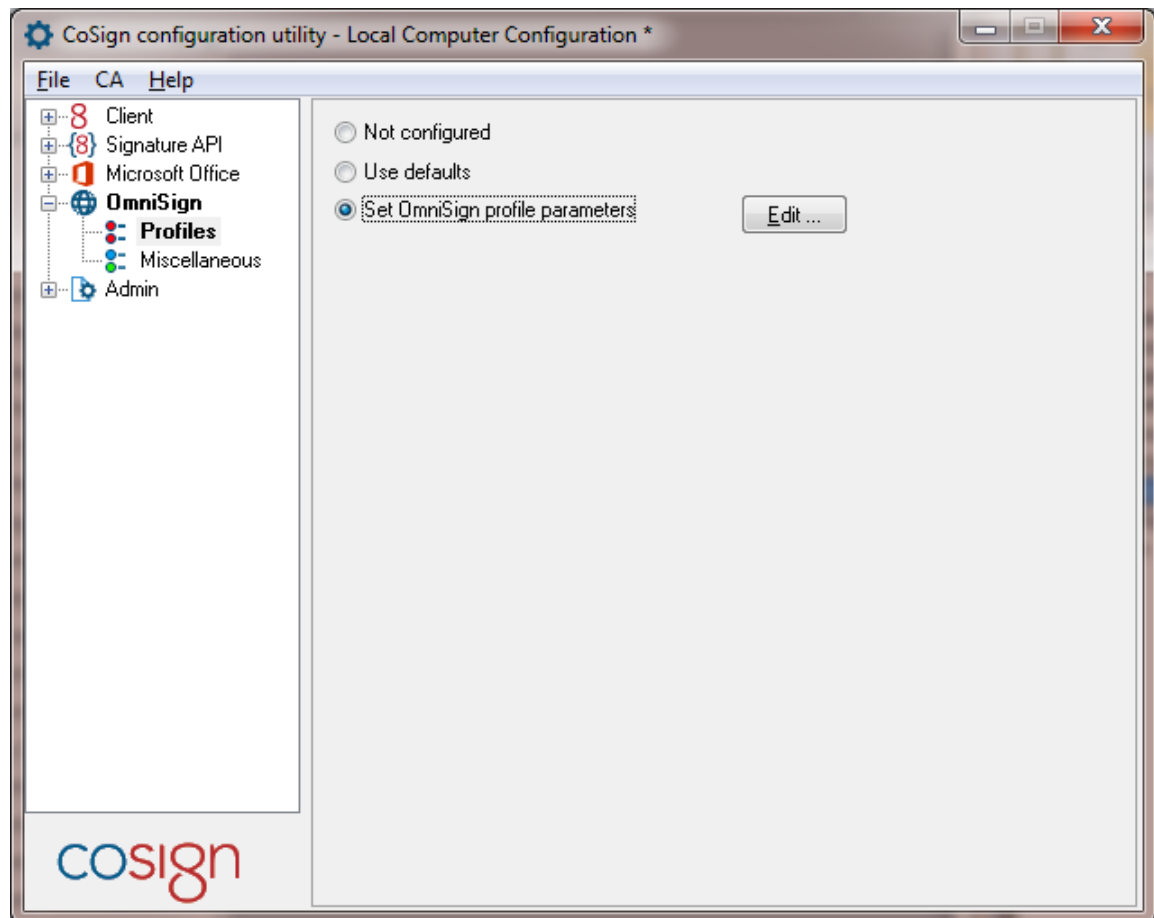 CoSign configuration utility - Local Computer Configuration *
File CA Help
Client
{8} Signature API
Microsoft Office
OmniSign
Profiles
Miscellaneous
Admin
Not configured
Use defaults
Set OmniSign profile parameters
Edit ...
cosign